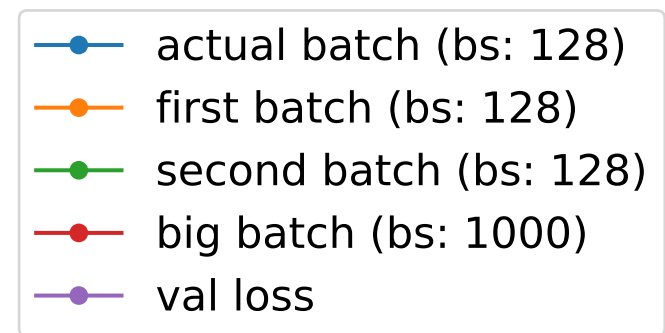 actual batch (bs: 128)
first batch (bs: 128)
second batch (bs: 128)
big batch (bs: 1000)
val loss